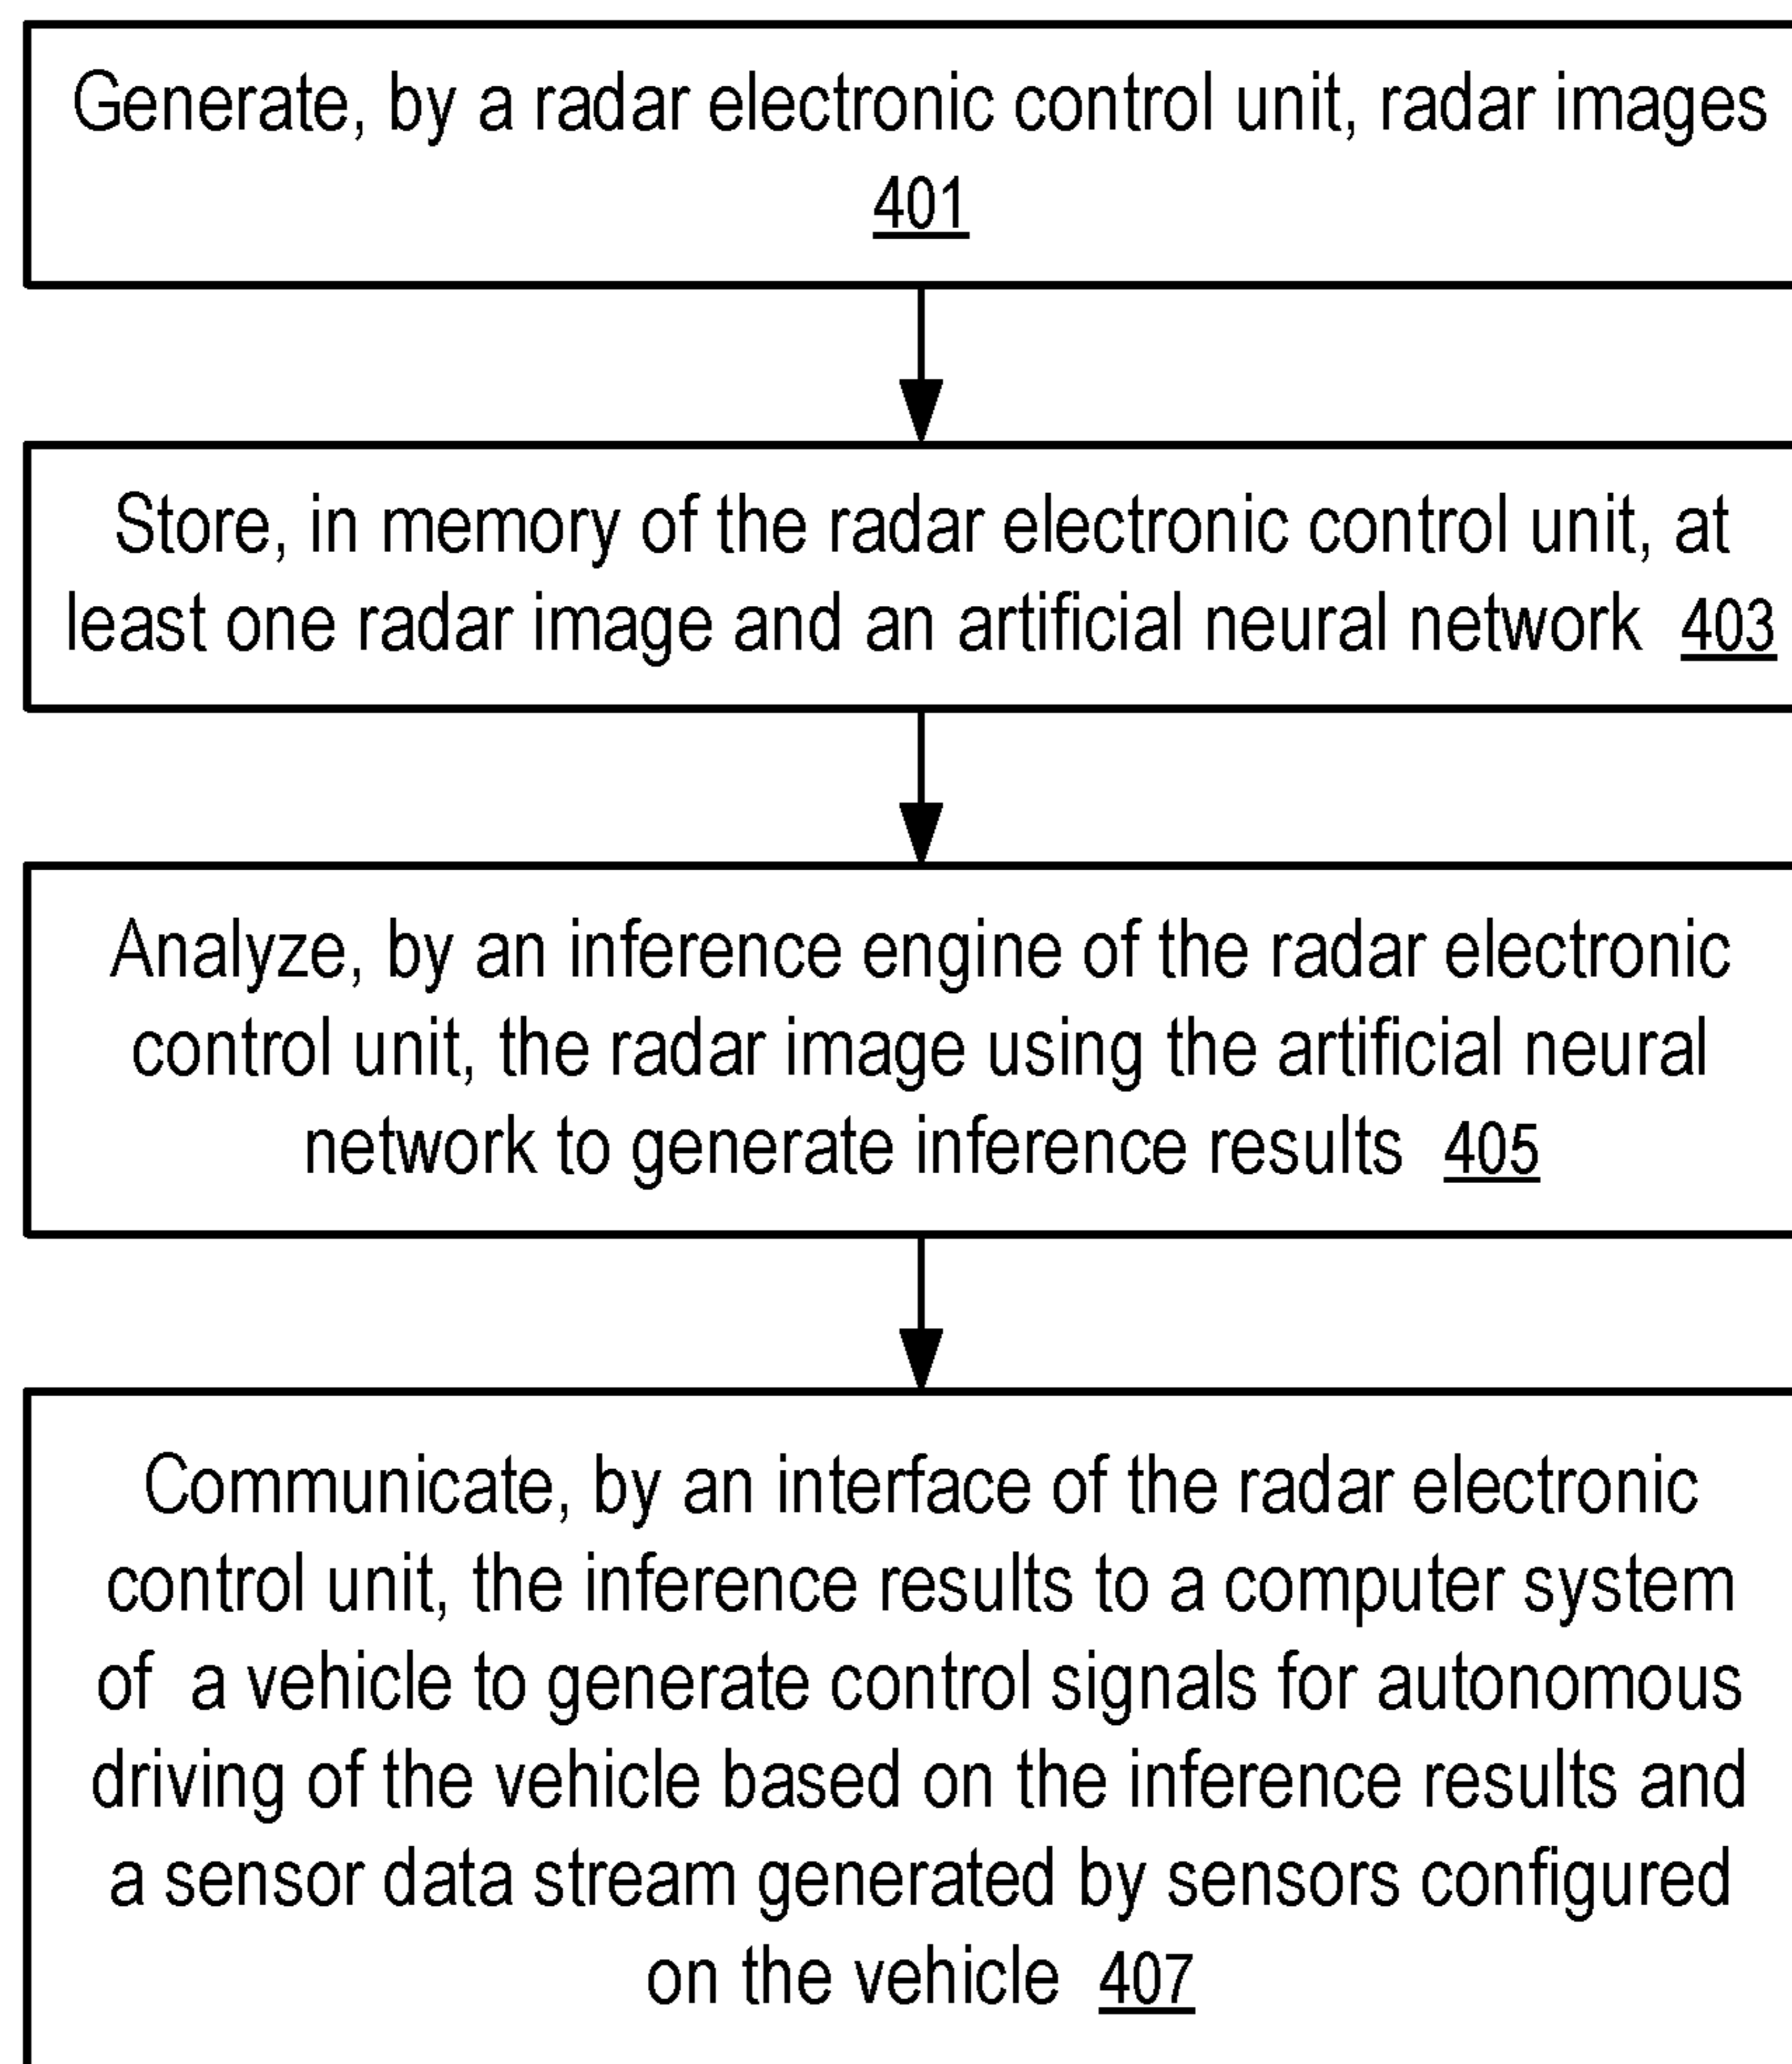 Generate, by a radar electronic control unit, radar images
401
Store, in memory of the radar electronic control unit, at
least one radar image and an artificial neural network 403
Analyze, by an inference engine of the radar electronic
control unit, the radar image using the artificial neural
network to generate inference results 405
Communicate, by an interface of the radar electronic
control unit, the inference results to a computer system
of a vehicle to generate control signals for autonomous
driving of the vehicle based on the inference results and
a sensor data stream generated by sensors configured
on the vehicle 407